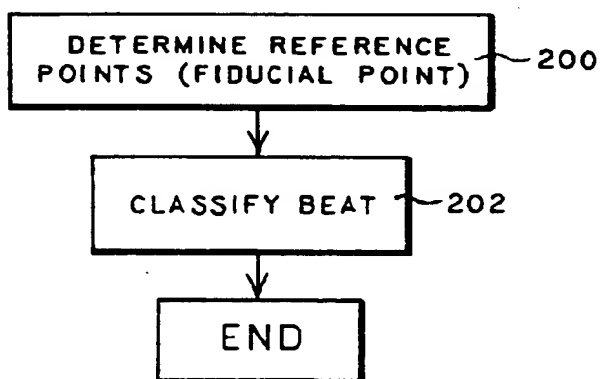 DETERMINE REFERENCE
POINTS (FIDUCIAL POINT)
200
CLASSIFY BEAT
202
END